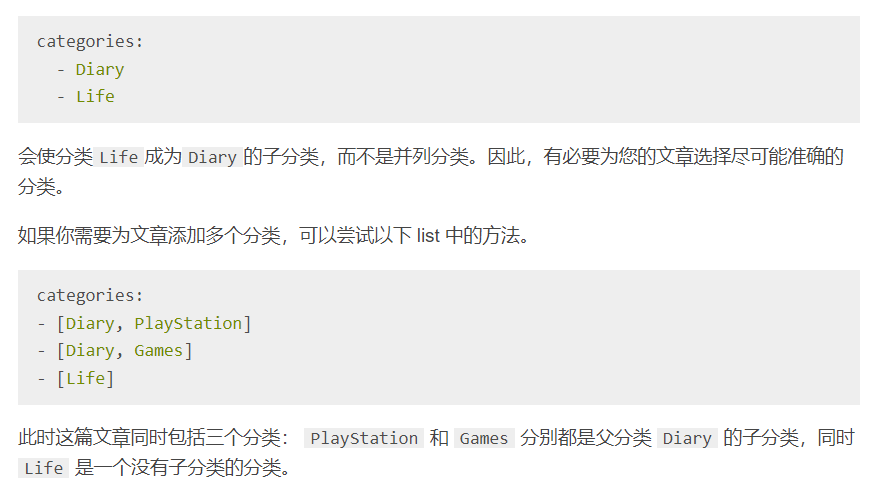 categories:
  - Diary
  - Life
会使分类 Life 成为 Diary 的子分类，而不是并列分类。因此，有必要为您的文章选择尽可能准确的
分类。
如果你需要为文章添加多个分类，可以尝试以下 list 中的方法。
categories:
- [Diary, PlayStation]
- [Diary, Games]
- [Life]
此时这篇文章同时包括三个分类： PlayStation 和 Games 分别都是父分类 Diary 的子分类，同时
Life 是一个没有子分类的分类。